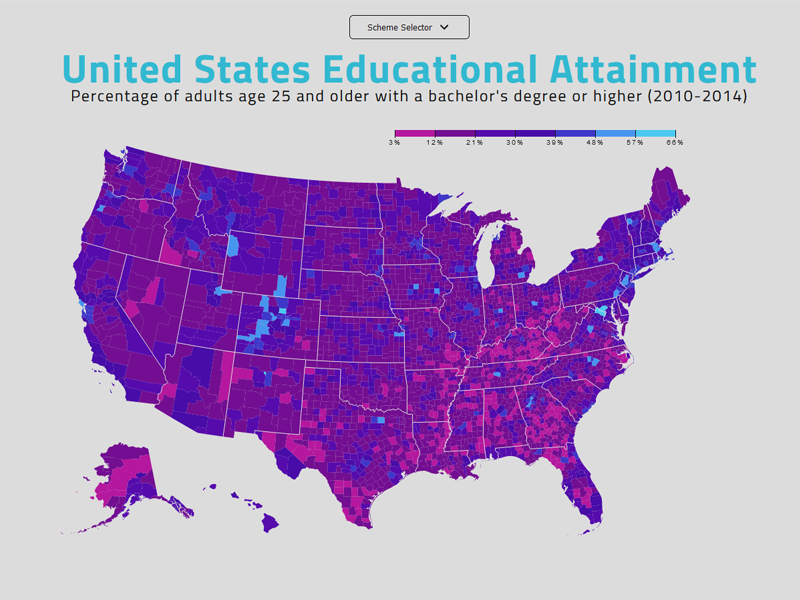 Scheme Selector
United States Educational Attainment
Percentage of adults age 25 and older with a bachelor's degree or higher (2010-2014)
3% 12% 21% 30% 39% 48% 57% 66%